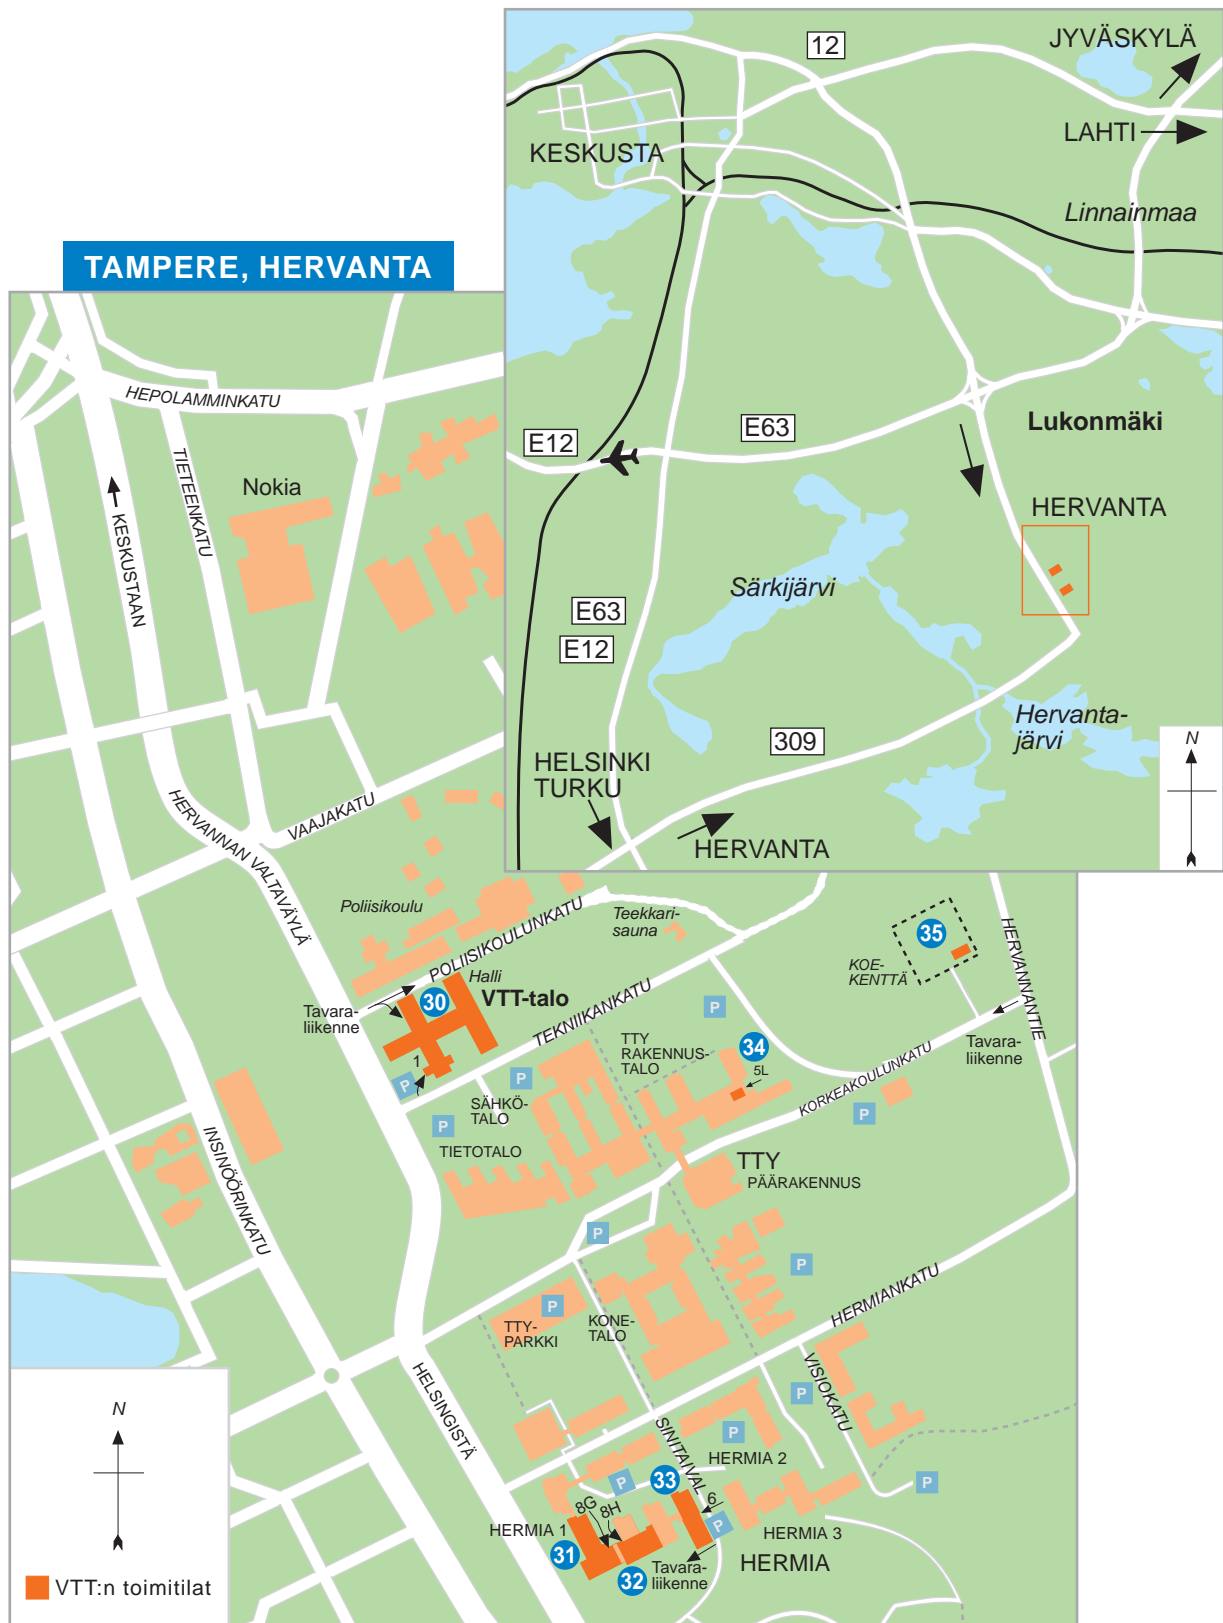 TAMPERE, HERVANTA
12
JYVÄSKYLÄ
LAHTI
KESKUSTA
Linnainmaa
Lukonmäki
E12
E63
HERVANTA
Särkijärvi
E63
E12
309
Hervanta-
järvi
HELSINKI
TURKU
HERVANTA
N
HEPOLAMMINKATU
TIETEENKATU
Nokia
KESKUSTAAN
HERVANNAN VALTAVÄYLÄ
VAAJAKATU
Poliisikoulu
POLIISIKOULUNKATU
Teekkari-
sauna
35
KOE-
KENTTÄ
HERVANNANTIE
Halli
30
VTT-talo
Tavara-
liikenne
1
P
TEKNIIKANKATU
P
TTY
RAKENNUS-
TALO
34
5L
Tavara-
liikenne
KORKEAKOULUNKATU
P
P
SÄHKÖ-
TALO
P
TIETOTALO
INSINÖÖRINKATU
TTY
PÄÄRAKENNUS
P
P
HERMIANKATU
P
TTY-
PARKKI
KONE-
TALO
VISIOKATU
P
HELSINGISTÄ
SINITAIVAL
P
HERMIA 2
33
P
P
6
8G
8H
HERMIA 1
P
HERMIA 3
31
32
Tavara-
liikenne
HERMIA
N
VTT:n toimitilat